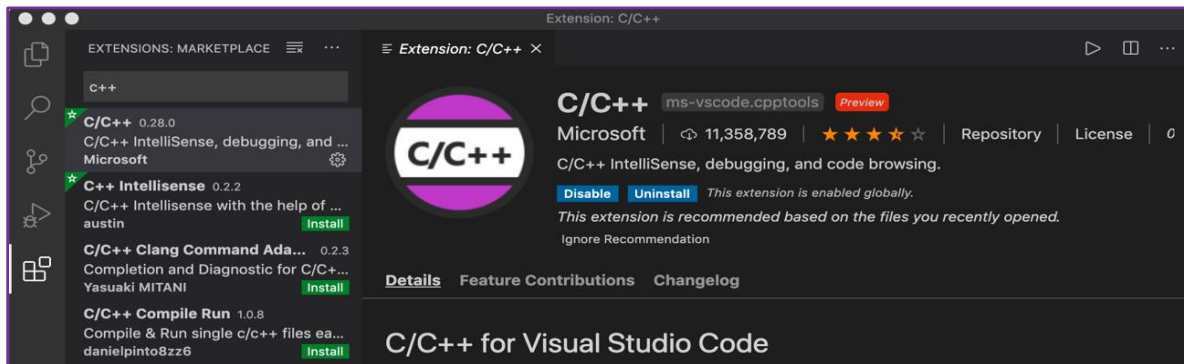 Extension: C/C++
EXTENSIONS: MARKETPLACE
c++
C/C++ 0.28.0
C/C++ IntelliSense, debugging, and ...
Microsoft
C++ Intellisense 0.2.2
C/C++ Intellisense with the help of ...
austin Install
C/C++ Clang Command Ada... 0.2.3
Completion and Diagnostic for C/C+...
Yasuaki MITANI Install
C/C++ Compile Run 1.0.8
Compile & Run single c/c++ files ea...
danielpinto8zz6 Install
Extension: C/C++
C/C++
C/C++ ms-vscode.cpptools Preview
Microsoft 11,358,789 Repository License
C/C++ IntelliSense, debugging, and code browsing.
Disable Uninstall This extension is enabled globally.
This extension is recommended based on the files you recently opened.
Ignore Recommendation
Details Feature Contributions Changelog
C/C++ for Visual Studio Code